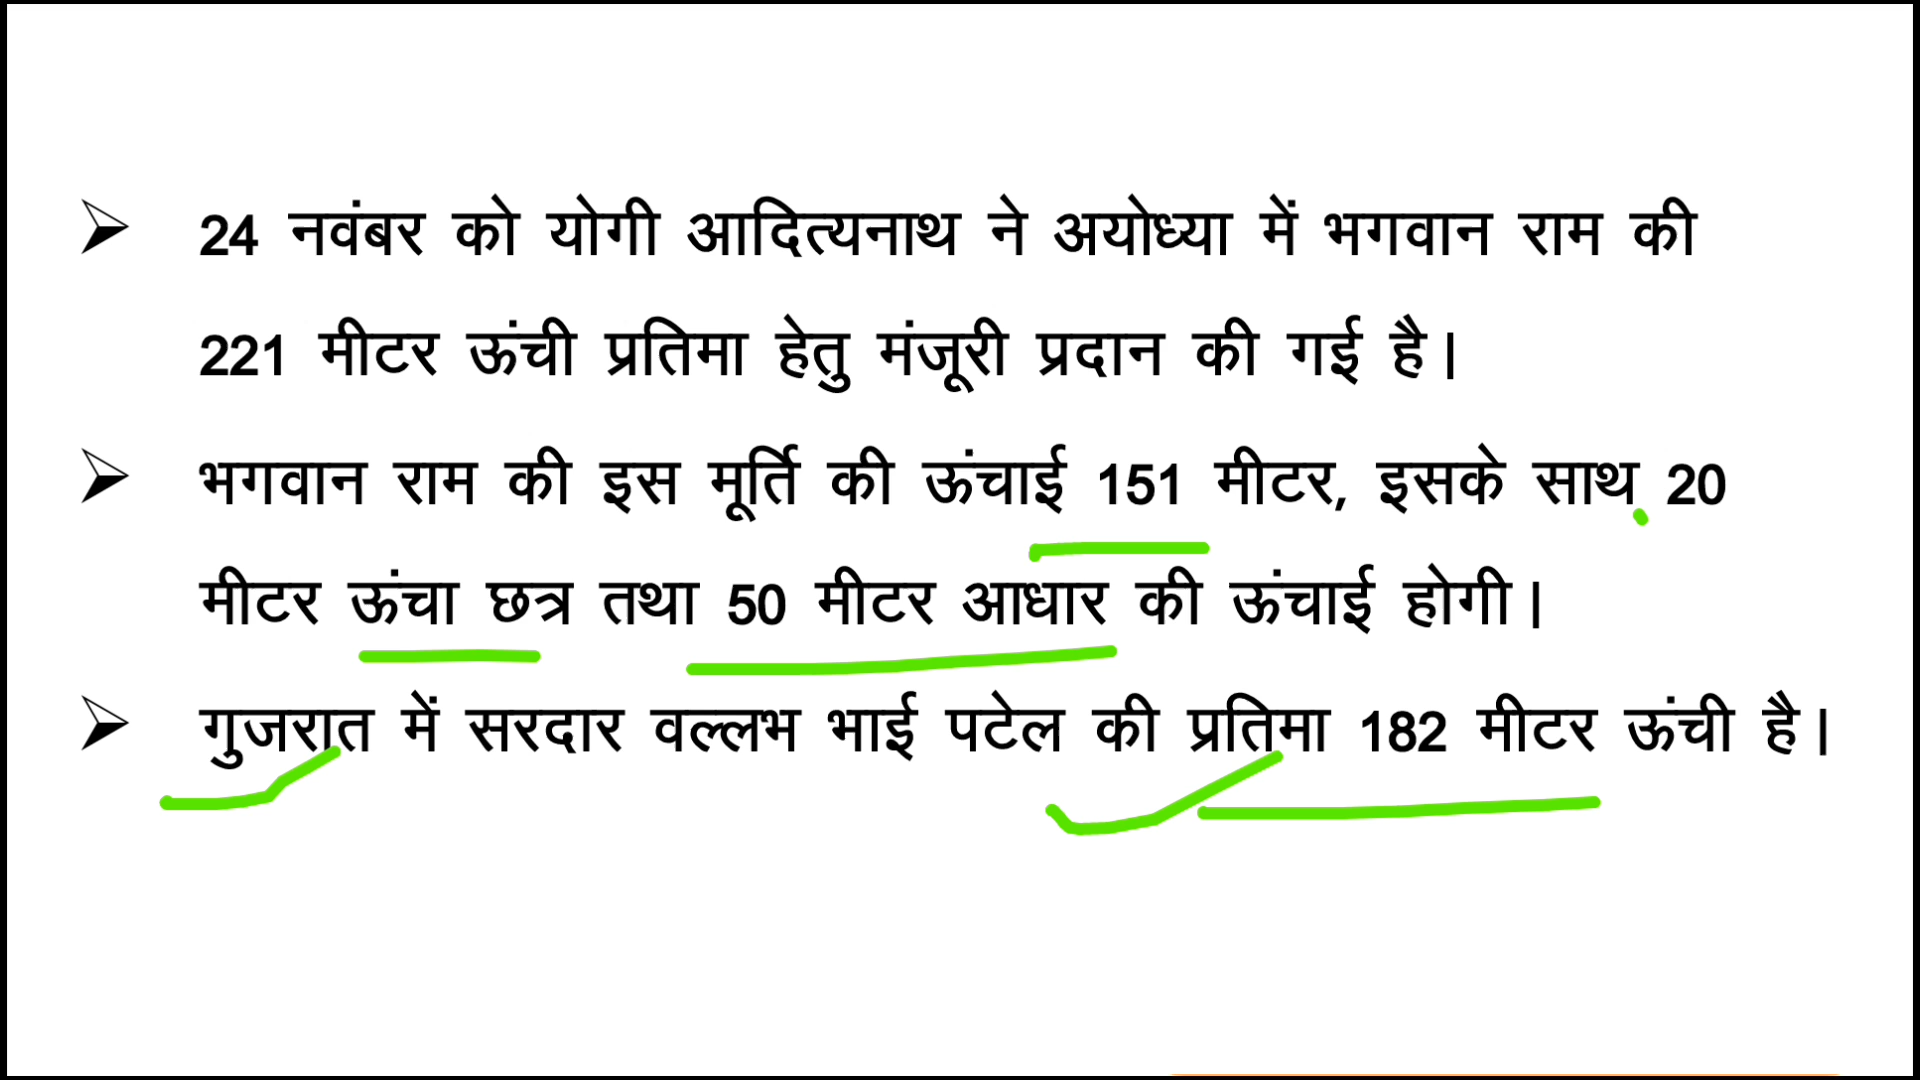 ➢ 24 नवंबर को योगी आदित्यनाथ ने अयोध्या में भगवान राम की
221 मीटर ऊंची प्रतिमा हेतु मंजूरी प्रदान की गई है।
➢ भगवान राम की इस मूर्ति की ऊंचाई 151 मीटर, इसके साथ 20
मीटर ऊंचा छत्र तथा 50 मीटर आधार की ऊंचाई होगी।
➢ गुजरात में सरदार वल्लभ भाई पटेल की प्रतिमा 182 मीटर ऊंची है।